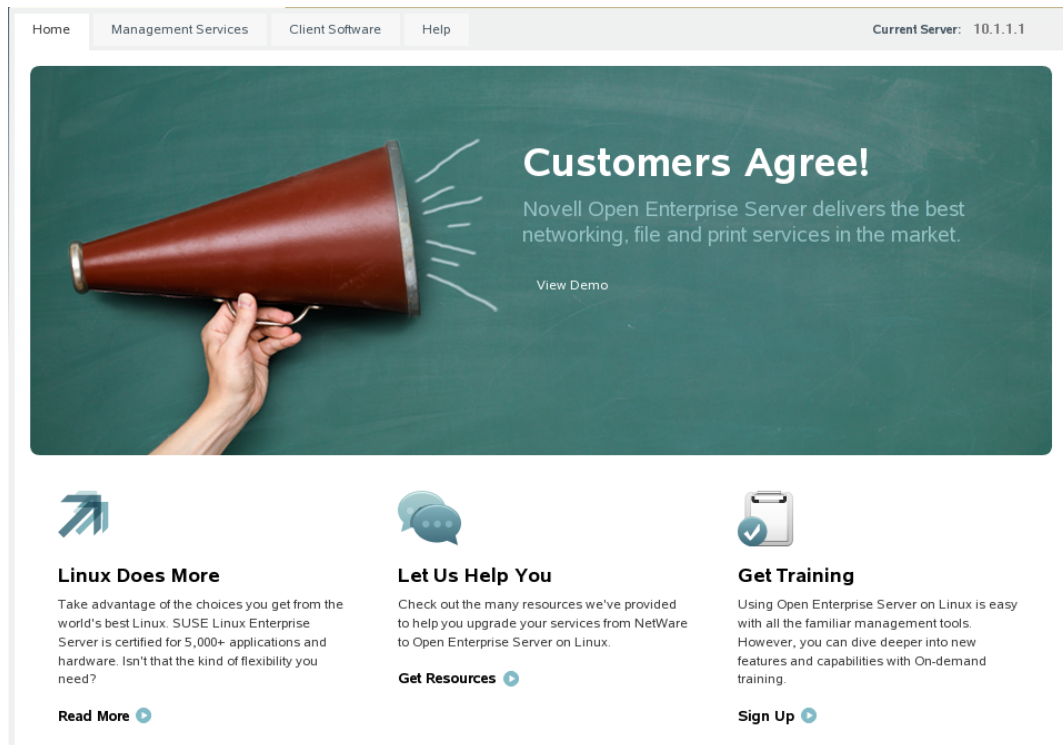 Home
Management Services
Client Software
Help
Current Server: 10.1.1.1
Customers Agree!
Novell Open Enterprise Server delivers the best
networking, file and print services in the market.
View Demo
Linux Does More
Take advantage of the choices you get from the
world's best Linux. SUSE Linux Enterprise
Server is certified for 5,000+ applications and
hardware. Isn't that the kind of flexibility you
need?
Read More
Let Us Help You
Check out the many resources we've provided
to help you upgrade your services from NetWare
to Open Enterprise Server on Linux.
Get Resources
Get Training
Using Open Enterprise Server on Linux is easy
with all the familiar management tools.
However, you can dive deeper into new
features and capabilities with On-demand
training.
Sign Up